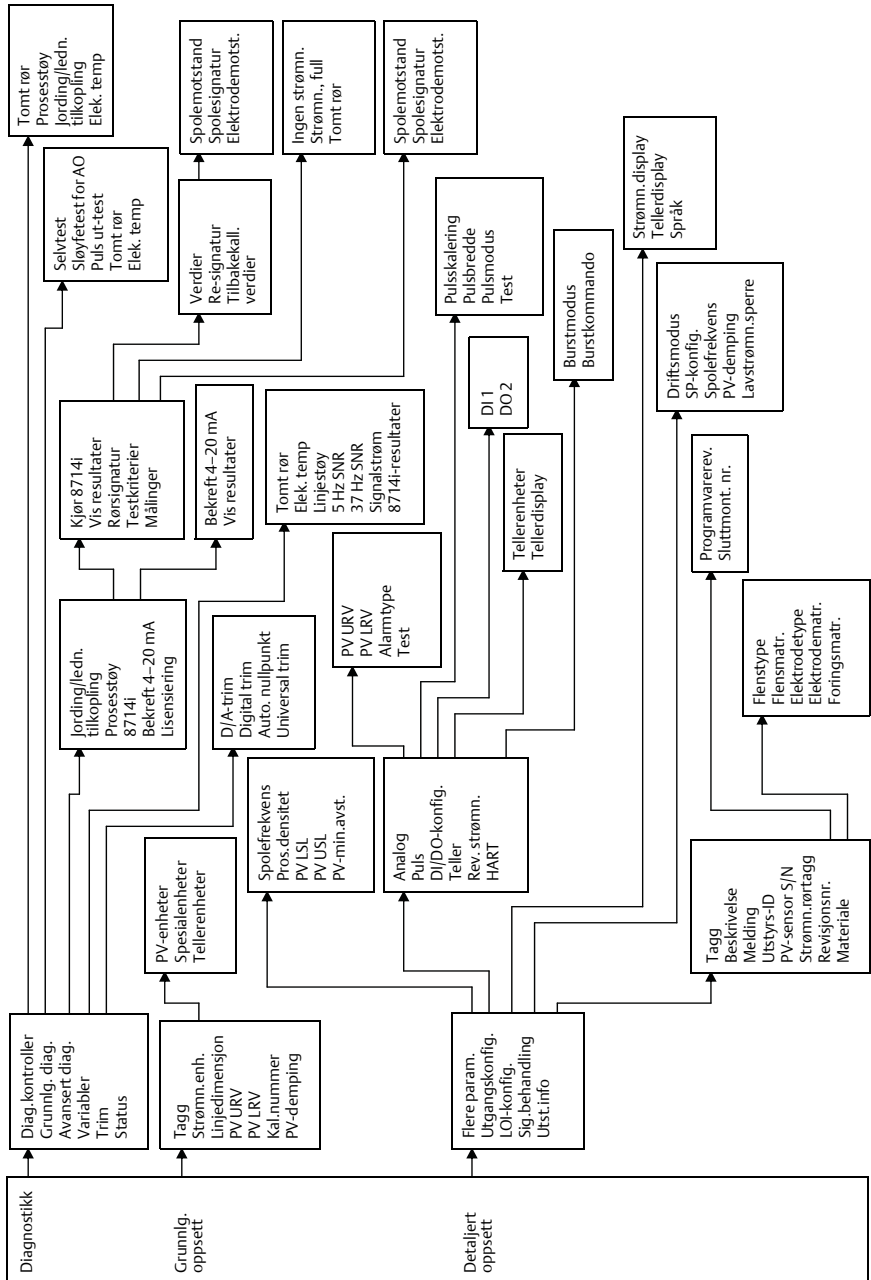 Diagnostikk
Grunnlg.
oppsett
Detaljert
oppsett
Diag.kontroller
Grunnlg. diag.
Avansert diag.
Variabler
Trim
Status
Tagg
Strømn.enh.
Linjedimensjon
PV URV
PV LRV
Kal.nummer
PV-demping
Flere param.
Utgangskonfig.
LOI-konfig.
Sig.behandling
Utst.info
PV-enheter
Spesialenheter
Tellerenheter
Jording/ledn.
tilkopling
Prosesstøy
8714i
Bekreft 4–20 mA
Lisensiering
D/A-trim
Digital trim
Auto. nullpunkt
Universal trim
Spolefrekvens
Pros.densitet
PV LSL
PV USL
PV-min.avst.
Analog
Puls
DI/DO-konfig.
Teller
Rev. strømn.
HART
Tagg
Beskrivelse
Melding
Utstyrs-ID
PV-sensor S/N
Strømn.rørtagg
Revisjonsnr.
Materiale
Kjør 8714i
Vis resultater
Rørsignatur
Testkriterier
Målinger
Bekreft 4–20 mA
Vis resultater
Tomt rør
Elek. temp
Linjestøy
5 Hz SNR
37 Hz SNR
Signalstrøm
8714i-resultater
PV URV
PV LRV
Alarmtype
Test
Flenstype
Flensmatr.
Elektrodetype
Elektrodematr.
Foringsmatr.
Tomt rør
Prosesstøy
Jording/ledn.
tilkopling
Elek. temp
Selvtest
Sløyfetest for AO
Puls ut-test
Tomt rør
Elek. temp
Verdier
Re-signatur
Tilbakekall.
verdier
Spolemotstand
Spolesignatur
Elektrodemotst.
Ingen strømn.
Strømn., full
Tomt rør
Spolemotstand
Spolesignatur
Elektrodemotst.
Pulsskalering
Pulsbredde
Pulsmodus
Test
DI 1
DO 2
Tellerenheter
Tellerdisplay
Burstmodus
Burstkommando
Strømn.display
Tellerdisplay
Språk
Driftsmodus
SP-konfig.
Spolefrekvens
PV-demping
Lavstrømn.sperre
Programvarerev.
Sluttmont. nr.